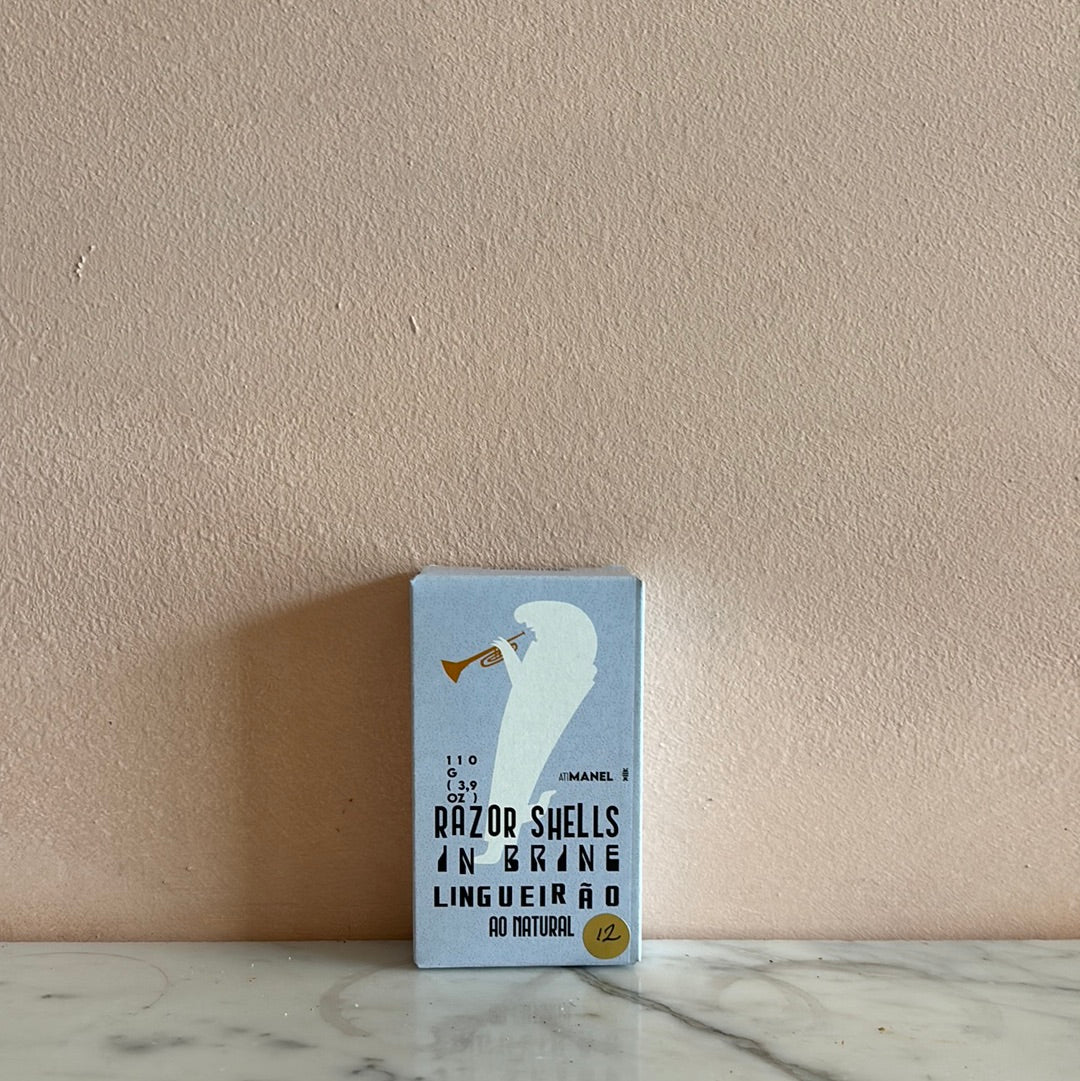 110
G
( 3,9
OZ )
ATIMANEL
RAZOR SHELLS
IN BRINE
LINGUEIRÃO
AO NATURAL
12